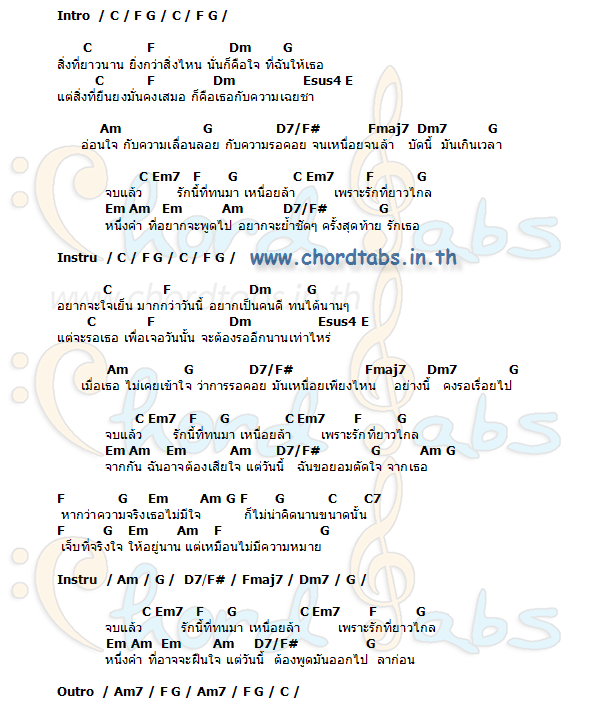 Intro / C / F G / C / F G /
C F Dm G
สิ่งที่ยาวนาน ยิ่งกว่าสิ่งไหน นั่นก็คือใจ ที่ฉันให้เธอ
C F Dm Esus4 E
แต่สิ่งที่ยืนยงมั่นคงเสมอ ก็คือเธอกับความเฉยชา
Am G D7/F# Fmaj7 Dm7 G
อ่อนใจ กับความเลื่อนลอย กับความรอคอย จนเหนื่อยจนล้า บัดนี้ มันเกินเวลา
C Em7 F G C Em7 F G
จบแล้ว รักนี้ที่ทนมา เหนื่อยล้า เพราะรักที่ยาวไกล
Em Am Em Am D7/F# G
หนึ่งคำ ที่อยากจะพูดไป อยากจะย้ำชัดๆ ครั้งสุดท้าย รักเธอ
Instru / C / F G / C / F G /
www.chordtabs.in.th
C F Dm G
อยากจะใจเย็น มากกว่าวันนี้ อยากเป็นคนดี ทนได้นานๆ
C F Dm Esus4 E
แต่จะรอเธอ เพื่อเจอวันนั้น จะต้องรออีกนานเท่าไหร่
Am G D7/F# Fmaj7 Dm7 G
เมื่อเธอ ไม่เคยเข้าใจ ว่าการรอคอย มันเหนื่อยเพียงไหน อย่างนี้ คงรอเรื่อยไป
C Em7 F G C Em7 F G
จบแล้ว รักนี้ที่ทนมา เหนื่อยล้า เพราะรักที่ยาวไกล
Em Am Em Am D7/F# G Am G
จากกัน ฉันอาจต้องเสียใจ แต่วันนี้ ฉันขอยอมตัดใจ จากเธอ
F G Em Am G F G C C7
หากว่าความจริงเธอไม่มีใจ ก็ไม่น่าคิดนานขนาดนั้น
F G Em Am F G
เจ็บที่จริงใจ ให้อยู่นาน แต่เหมือนไม่มีความหมาย
Instru / Am / G / D7/F# / Fmaj7 / Dm7 / G /
C Em7 F G C Em7 F G
จบแล้ว รักนี้ที่ทนมา เหนื่อยล้า เพราะรักที่ยาวไกล
Em Am Em Am D7/F# G
หนึ่งคำ ที่อาจจะฝืนใจ แต่วันนี้ ต้องพูดมันออกไป ลาก่อน
Outro / Am7 / F G / Am7 / F G / C /